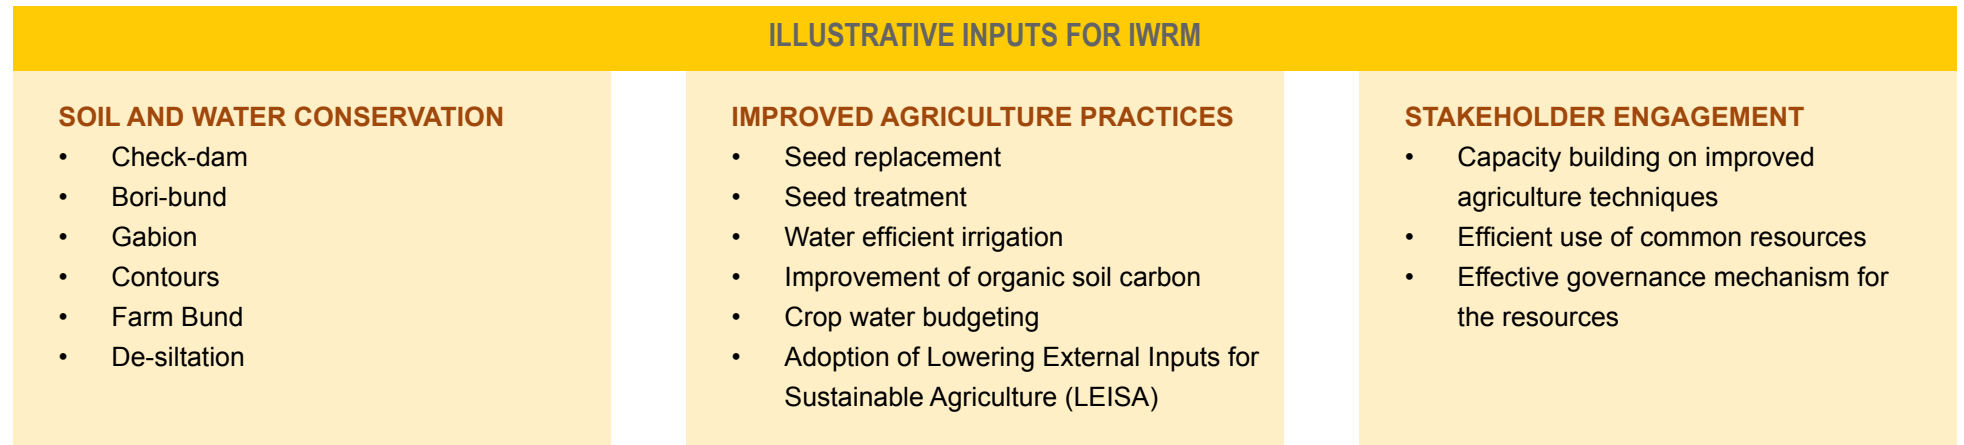 ILLUSTRATIVE INPUTS FOR IWRM
SOIL AND WATER CONSERVATION
• Check-dam
• Bori-bund
• Gabion
• Contours
• Farm Bund
• De-siltation
IMPROVED AGRICULTURE PRACTICES
• Seed replacement
• Seed treatment
• Water efficient irrigation
• Improvement of organic soil carbon
• Crop water budgeting
• Adoption of Lowering External Inputs for
Sustainable Agriculture (LEISA)
STAKEHOLDER ENGAGEMENT
• Capacity building on improved
agriculture techniques
• Efficient use of common resources
• Effective governance mechanism for
the resources